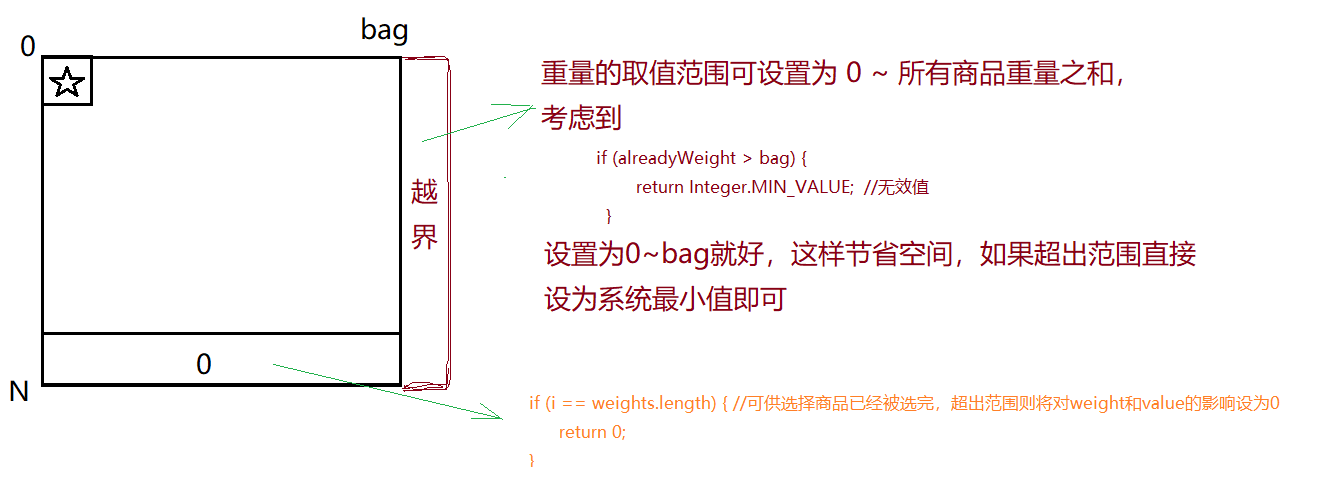 bag
0
重量的取值范围可设置为 0 ~ 所有商品重量之和，
考虑到
if (alreadyWeight > bag) {
return Integer.MIN_VALUE;  //无效值
}
越
界
设置为0~bag就好，这样节省空间，如果超出范围直接
设为系统最小值即可
0
N
if (i == weights.length) { //可供选择商品已经被选完，超出范围则将对weight和value的影响设为0
return 0;
}